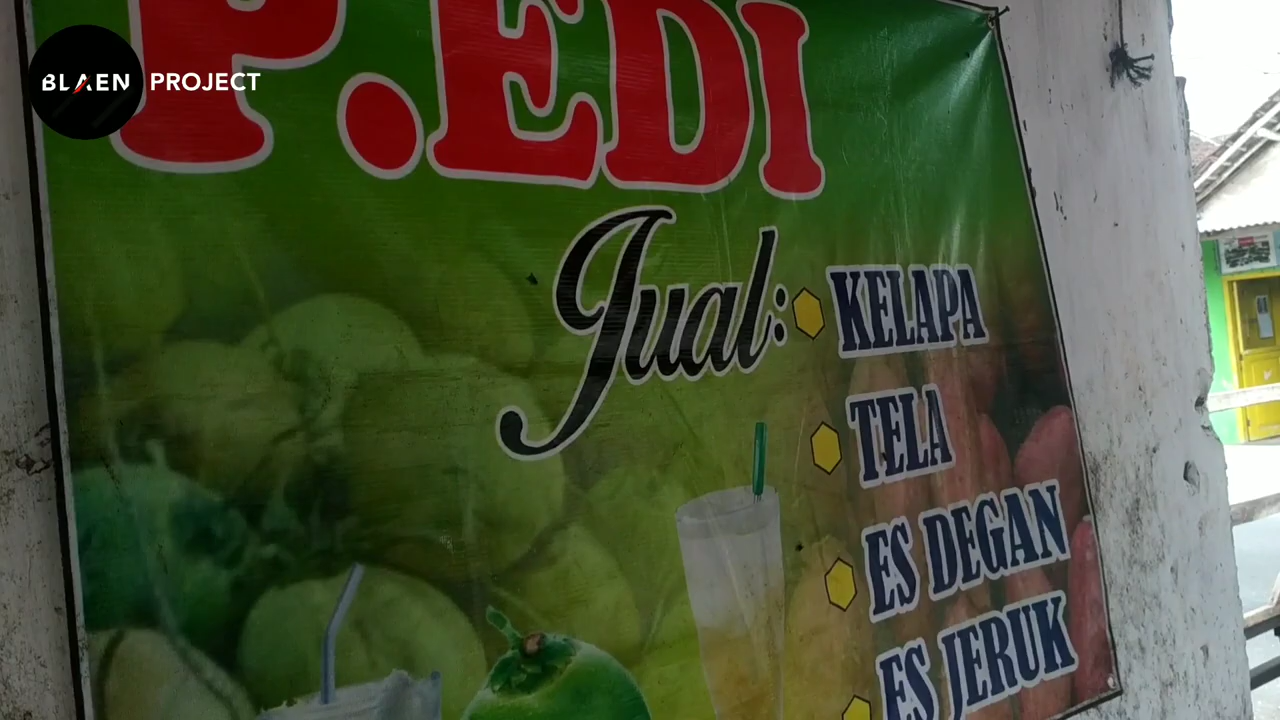 BLAEN PROJECT
P.EDI
Jual:
KELAPA
TELA
ES DEGAN
ES JERUK